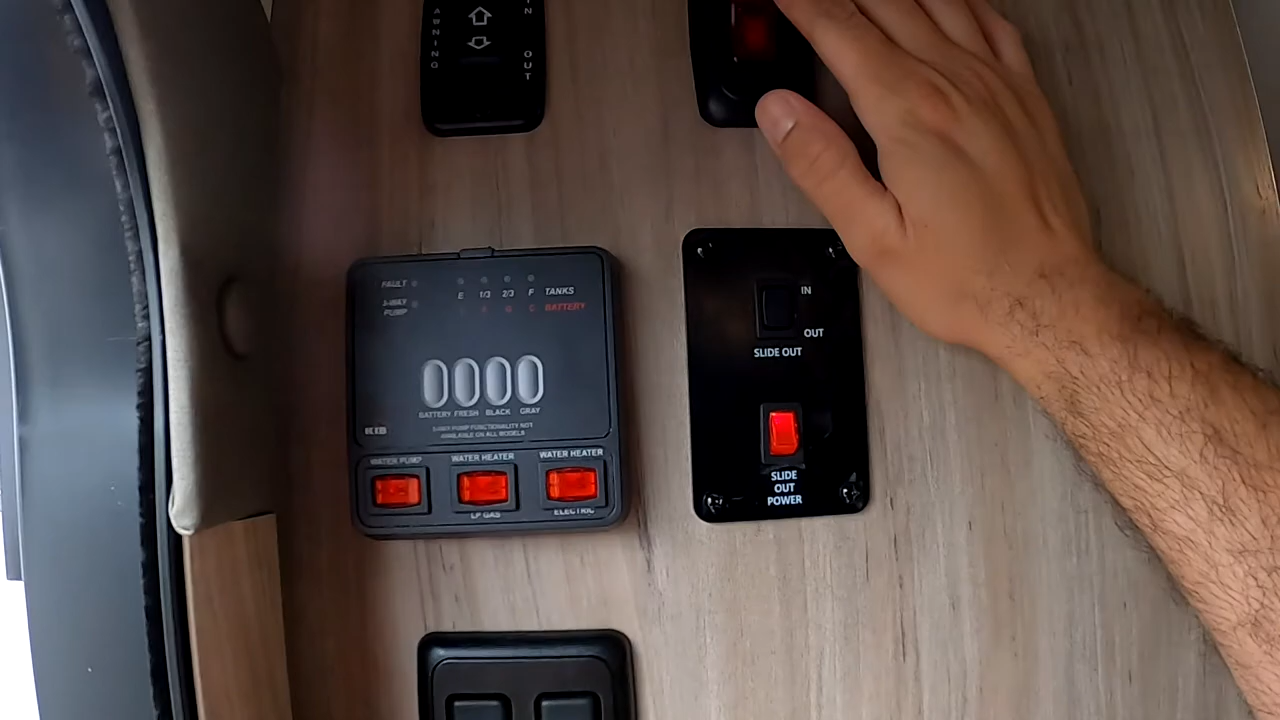 AWNING
IN
OUT
FAULT
E 1/3 2/3 F TANKS
3-WAY
PUMP
BATTERY
BATTERY FRESH BLACK GRAY
3-WAY PUMP FUNCTIONALITY NOT
AVAILABLE ON ALL MODELS
KIB
WATER PUMP
WATER HEATER
LP GAS
WATER HEATER
ELECTRIC
IN
OUT
SLIDE OUT
SLIDE
OUT
POWER